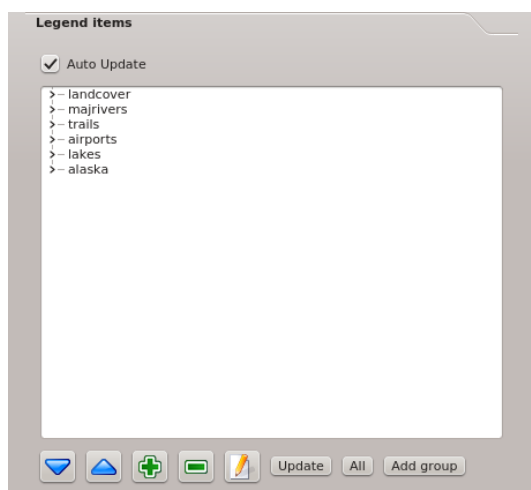 Legend items
Auto Update
landcover
majrivers
trails
airports
lakes
alaska
Update All Add group